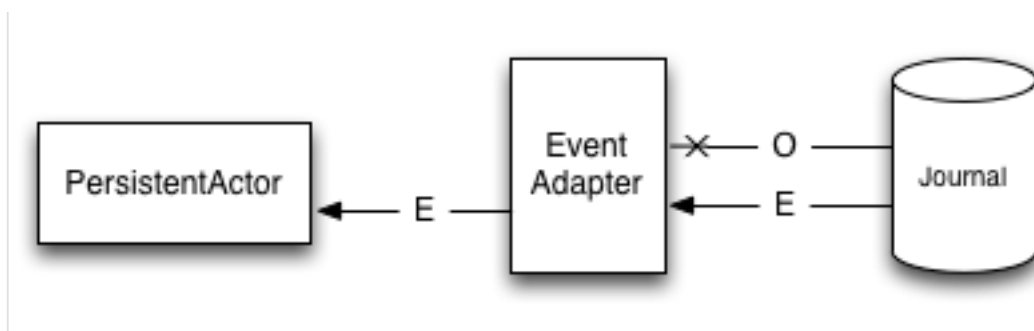 PersistentActor
E
Event
Adapter
O
E
Journal